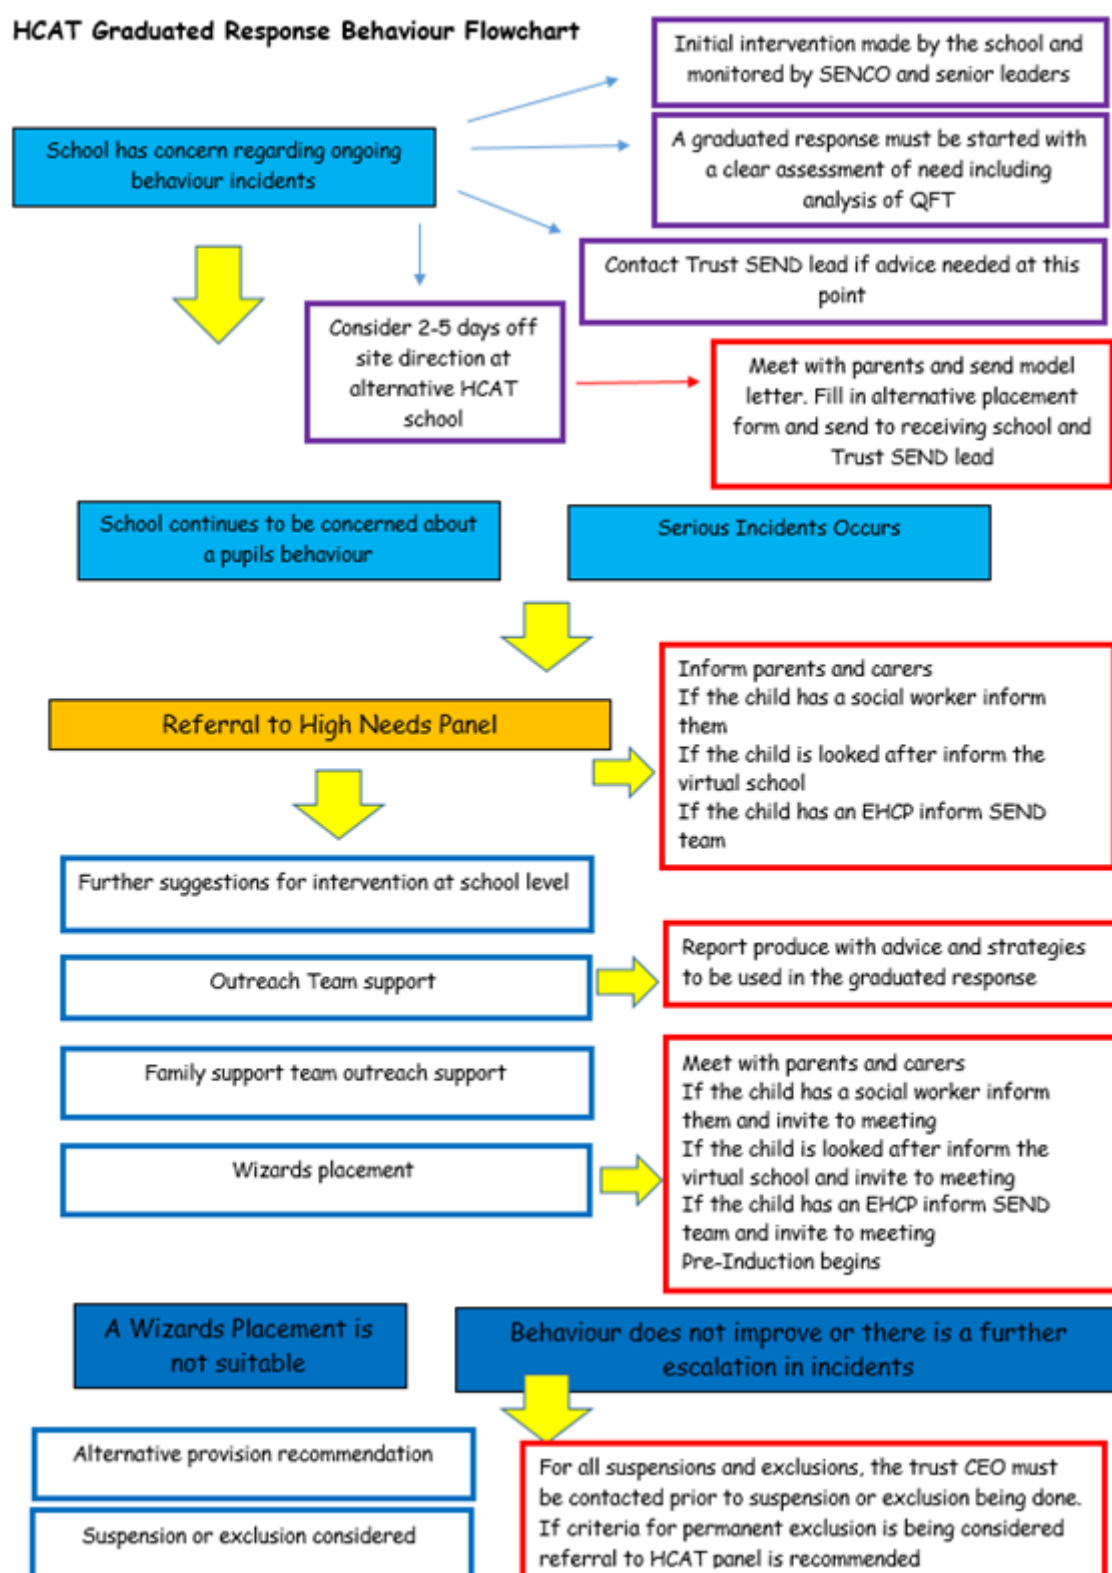 HCAT Graduated Response Behaviour Flowchart
Initial intervention made by the school and
monitored by SENCO and senior leaders
School has concern regarding ongoing
behaviour incidents
A graduated response must be started with
a clear assessment of need including
analysis of QFT
Contact Trust SEND lead if advice needed at this
point
Consider 2-5 days off
site direction at
alternative HCAT
school
Meet with parents and send model
letter. Fill in alternative placement
form and send to receiving school and
Trust SEND lead
School continues to be concerned about
a pupils behaviour
Serious Incidents Occurs
Referral to High Needs Panel
Inform parents and carers
If the child has a social worker inform
them
If the child is looked after inform the
virtual school
If the child has an EHCP inform SEND
team
Further suggestions for intervention at school level
Outreach Team support
Report produce with advice and strategies
to be used in the graduated response
Family support team outreach support
Wizards placement
Meet with parents and carers
If the child has a social worker inform
them and invite to meeting
If the child is looked after inform the
virtual school and invite to meeting
If the child has an EHCP inform SEND
team and invite to meeting
Pre-Induction begins
A Wizards Placement is
not suitable
Behaviour does not improve or there is a further
escalation in incidents
Alternative provision recommendation
Suspension or exclusion considered
For all suspensions and exclusions, the trust CEO must
be contacted prior to suspension or exclusion being done.
If criteria for permanent exclusion is being considered
referral to HCAT panel is recommended